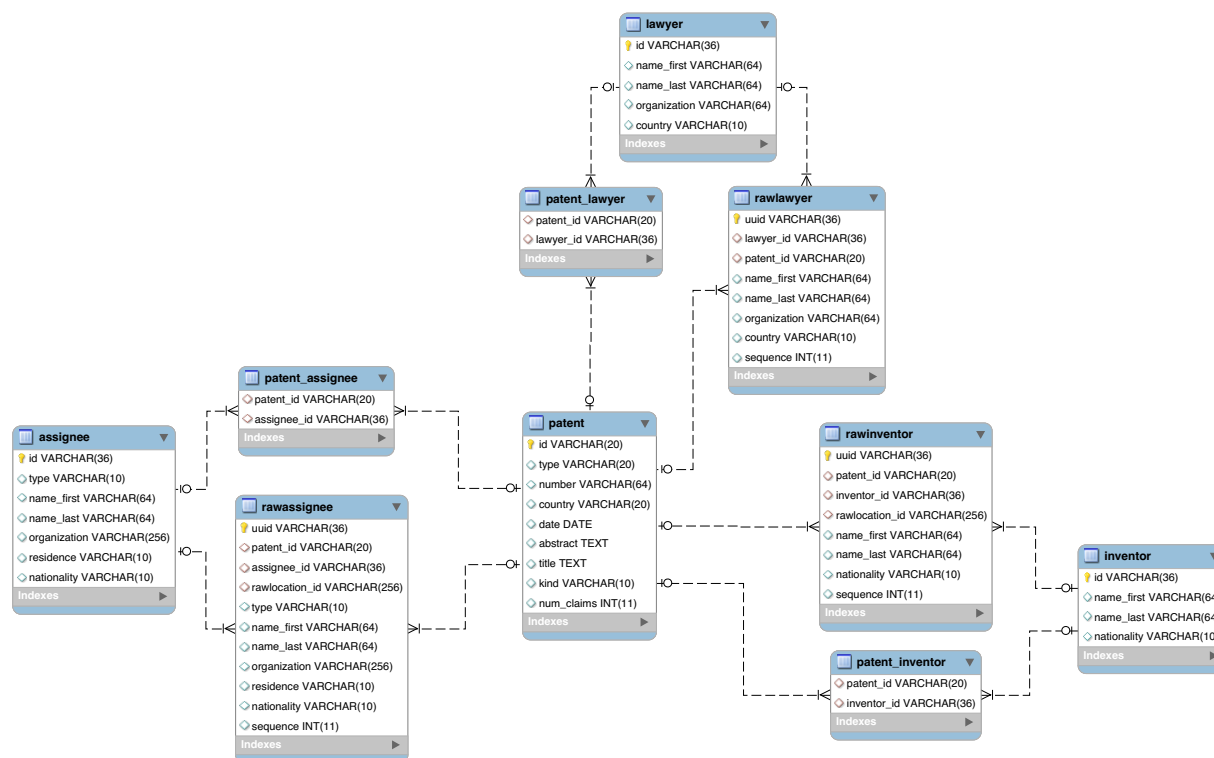 lawyer
id VARCHAR(36)
name_first VARCHAR(64)
name_last VARCHAR(64)
organization VARCHAR(64)
country VARCHAR(10)
Indexes
patent_lawyer
patent_id VARCHAR(20)
lawyer_id VARCHAR(36)
Indexes
rawlawyer
uuid VARCHAR(36)
lawyer_id VARCHAR(36)
patent_id VARCHAR(20)
name_first VARCHAR(64)
name_last VARCHAR(64)
organization VARCHAR(64)
country VARCHAR(10)
sequence INT(11)
Indexes
patent_assignee
patent_id VARCHAR(20)
assignee_id VARCHAR(36)
Indexes
assignee
id VARCHAR(36)
type VARCHAR(10)
name_first VARCHAR(64)
name_last VARCHAR(64)
organization VARCHAR(256)
residence VARCHAR(10)
nationality VARCHAR(10)
Indexes
rawassignee
uuid VARCHAR(36)
patent_id VARCHAR(20)
assignee_id VARCHAR(36)
rawlocation_id VARCHAR(256)
type VARCHAR(10)
name_first VARCHAR(64)
name_last VARCHAR(64)
organization VARCHAR(256)
residence VARCHAR(10)
nationality VARCHAR(10)
sequence INT(11)
Indexes
patent
id VARCHAR(20)
type VARCHAR(20)
number VARCHAR(64)
country VARCHAR(20)
date DATE
abstract TEXT
title TEXT
kind VARCHAR(10)
num_claims INT(11)
Indexes
rawinventor
uuid VARCHAR(36)
patent_id VARCHAR(20)
inventor_id VARCHAR(36)
rawlocation_id VARCHAR(256)
name_first VARCHAR(64)
name_last VARCHAR(64)
nationality VARCHAR(10)
sequence INT(11)
Indexes
inventor
id VARCHAR(36)
name_first VARCHAR(64
name_last VARCHAR(64
nationality VARCHAR(10
Indexes
patent_inventor
patent_id VARCHAR(20)
inventor_id VARCHAR(36)
Indexes